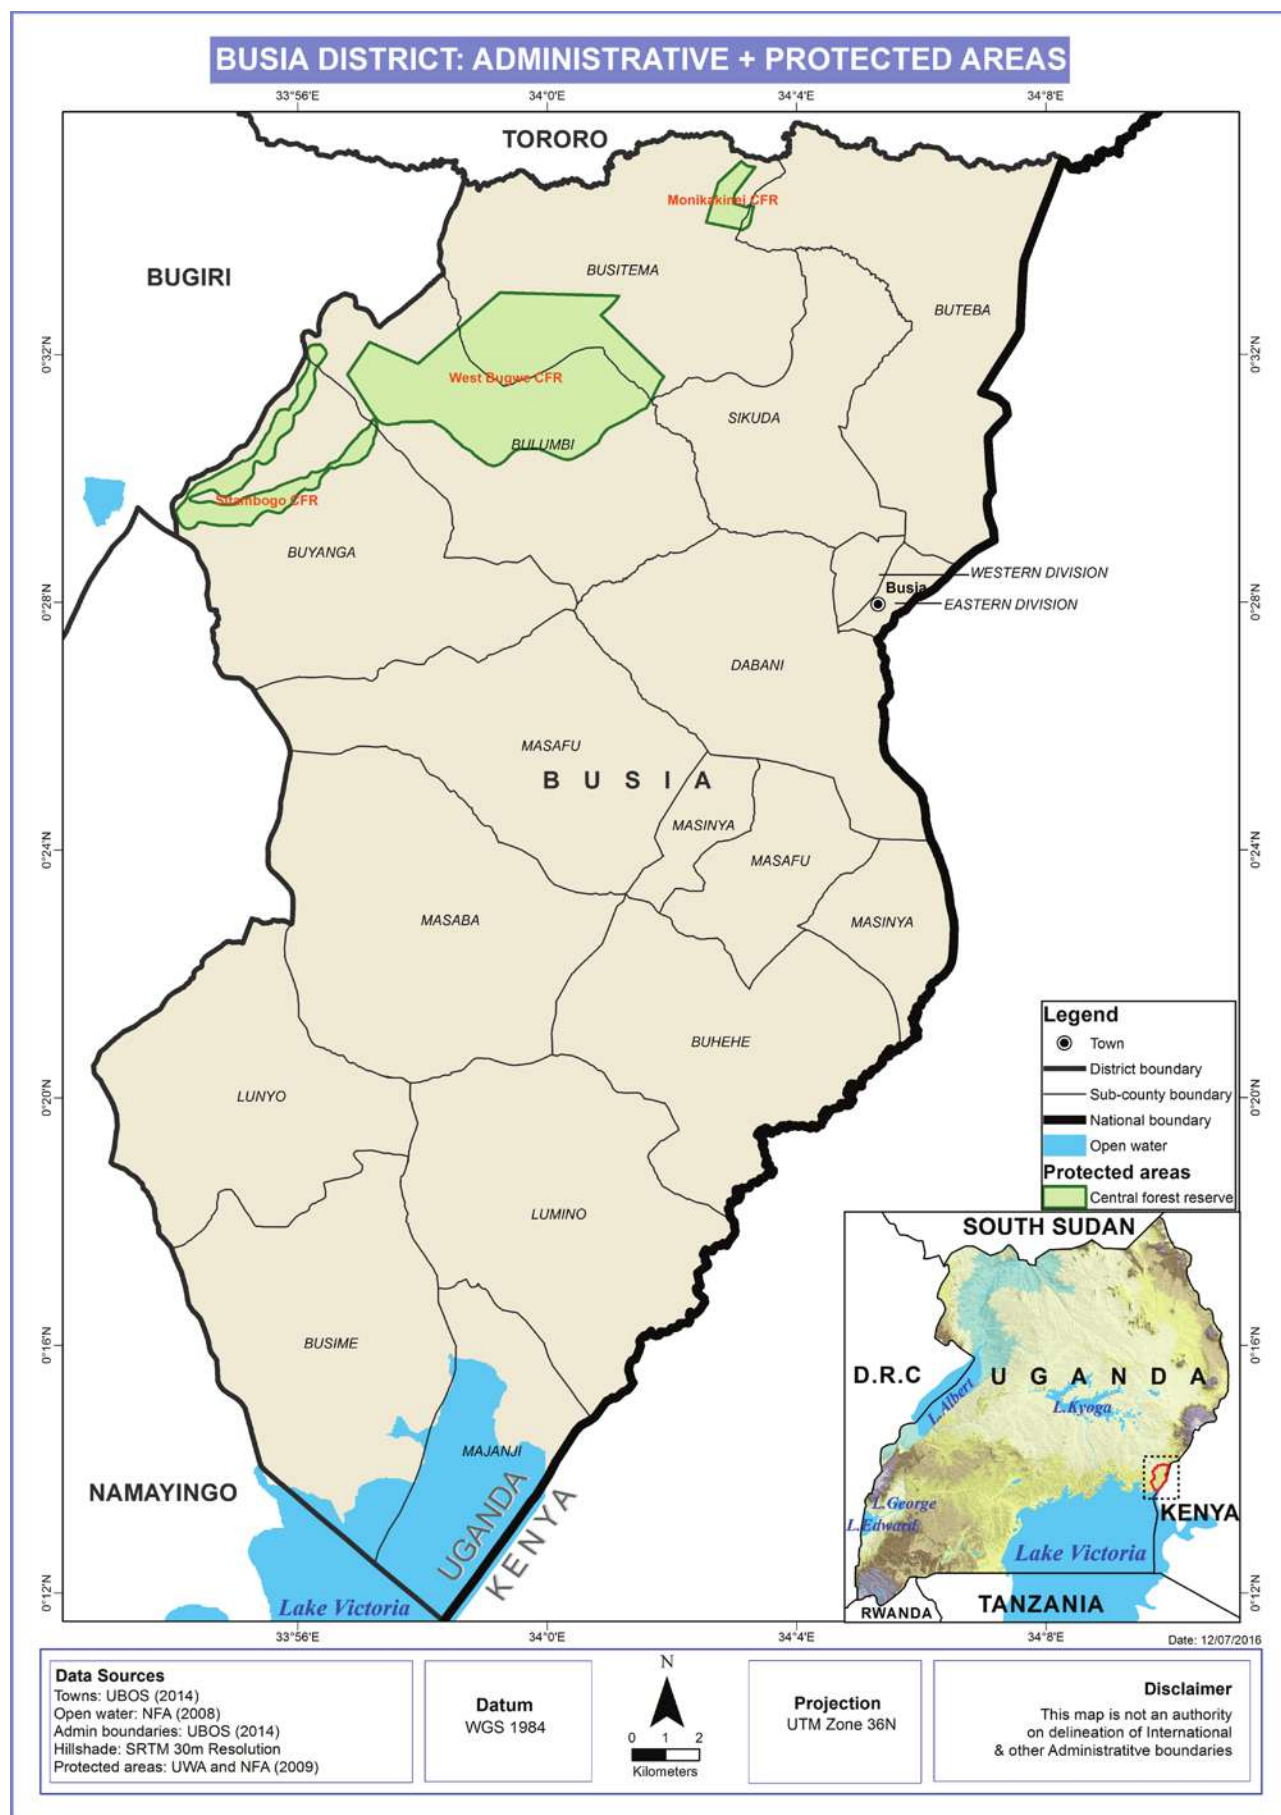 BUSIA DISTRICT: ADMINISTRATIVE + PROTECTED AREAS
33°56'E 34°0'E 34°4'E 34°8'E
TORORO
Monikakinei CFR
BUGIRI
BUSITEMA
BUTEBA
0°32'N 0°32'N
West Bugwe CFR
SIKUDA
BULUMBI
Sitambogo CFR
BUYANGA
WESTERN DIVISION
Busia
0°28'N 0°28'N
EASTERN DIVISION
DABANI
MASAFU
BUSIA
MASINYA
0°24'N 0°24'N
MASAFU
MASABA
MASINYA
BUHEHE
LUNYO
0°20'N 0°20'N
LUMINO
BUSIME
0°16'N 0°16'N
MAJANJI
NAMAYINGO
UGANDA
KENYA
Lake Victoria
0°12'N 0°12'N
33°56'E 34°0'E 34°4'E 34°8'E
Legend
Town
District boundary
Sub-county boundary
National boundary
Open water
Protected areas
Central forest reserve
SOUTH SUDAN
D.R.C
UGANDA
L.Albert
L.Kyoga
L.George
L.Edward
KENYA
Lake Victoria
RWANDA
TANZANIA
Date: 12/07/2016
Data Sources
Towns: UBOS (2014)
Open water: NFA (2008)
Admin boundaries: UBOS (2014)
Hillshade: SRTM 30m Resolution
Protected areas: UWA and NFA (2009)
Datum
WGS 1984
N
0 1 2
Kilometers
Projection
UTM Zone 36N
Disclaimer
This map is not an authority
on delineation of International
& other Administratitve boundaries